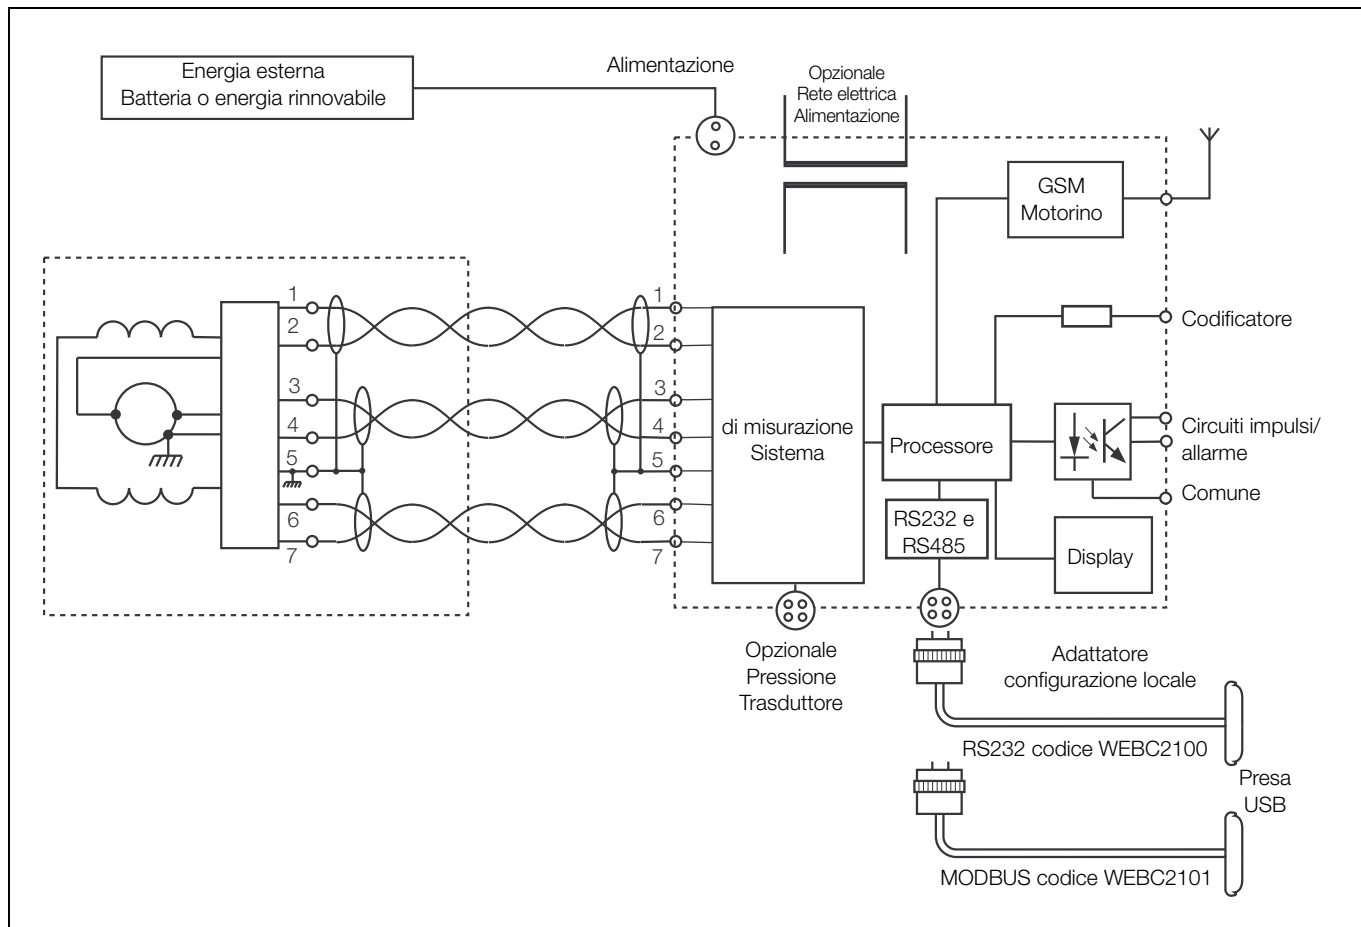 Energia esterna
Batteria o energia rinnovabile
Alimentazione
Opzionale
Rete elettrica
Alimentazione
GSM
Motorino
1
2
3
4
5
6
7
1
2
3
4
5
6
7
di misurazione
Sistema
Processore
RS232 e
RS485
Codificatore
Circuiti impulsi/
allarme
Comune
Display
Opzionale
Pressione
Trasduttore
Adattatore
configurazione locale
RS232 codice WEBC2100
Presa
USB
MODBUS codice WEBC2101